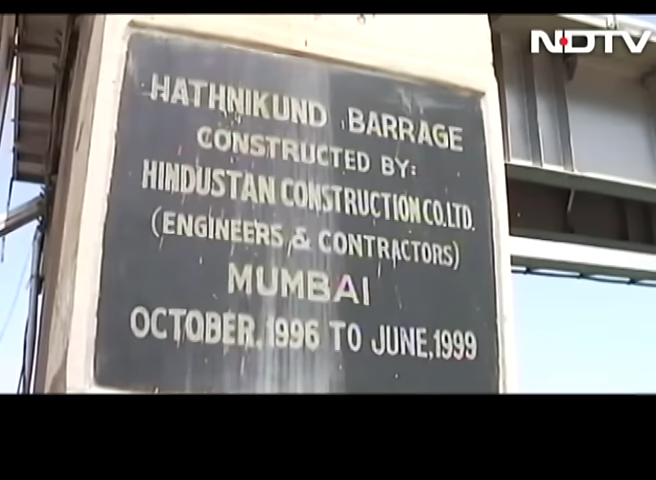 NDTV
HATHNIKUND BARRAGE
CONSTRUCTED BY:
HINDUSTAN CONSTRUCTION CO. LTD.
(ENGINEERS & CONTRACTORS)
MUMBAI
OCTOBER, 1996 TO JUNE, 1999